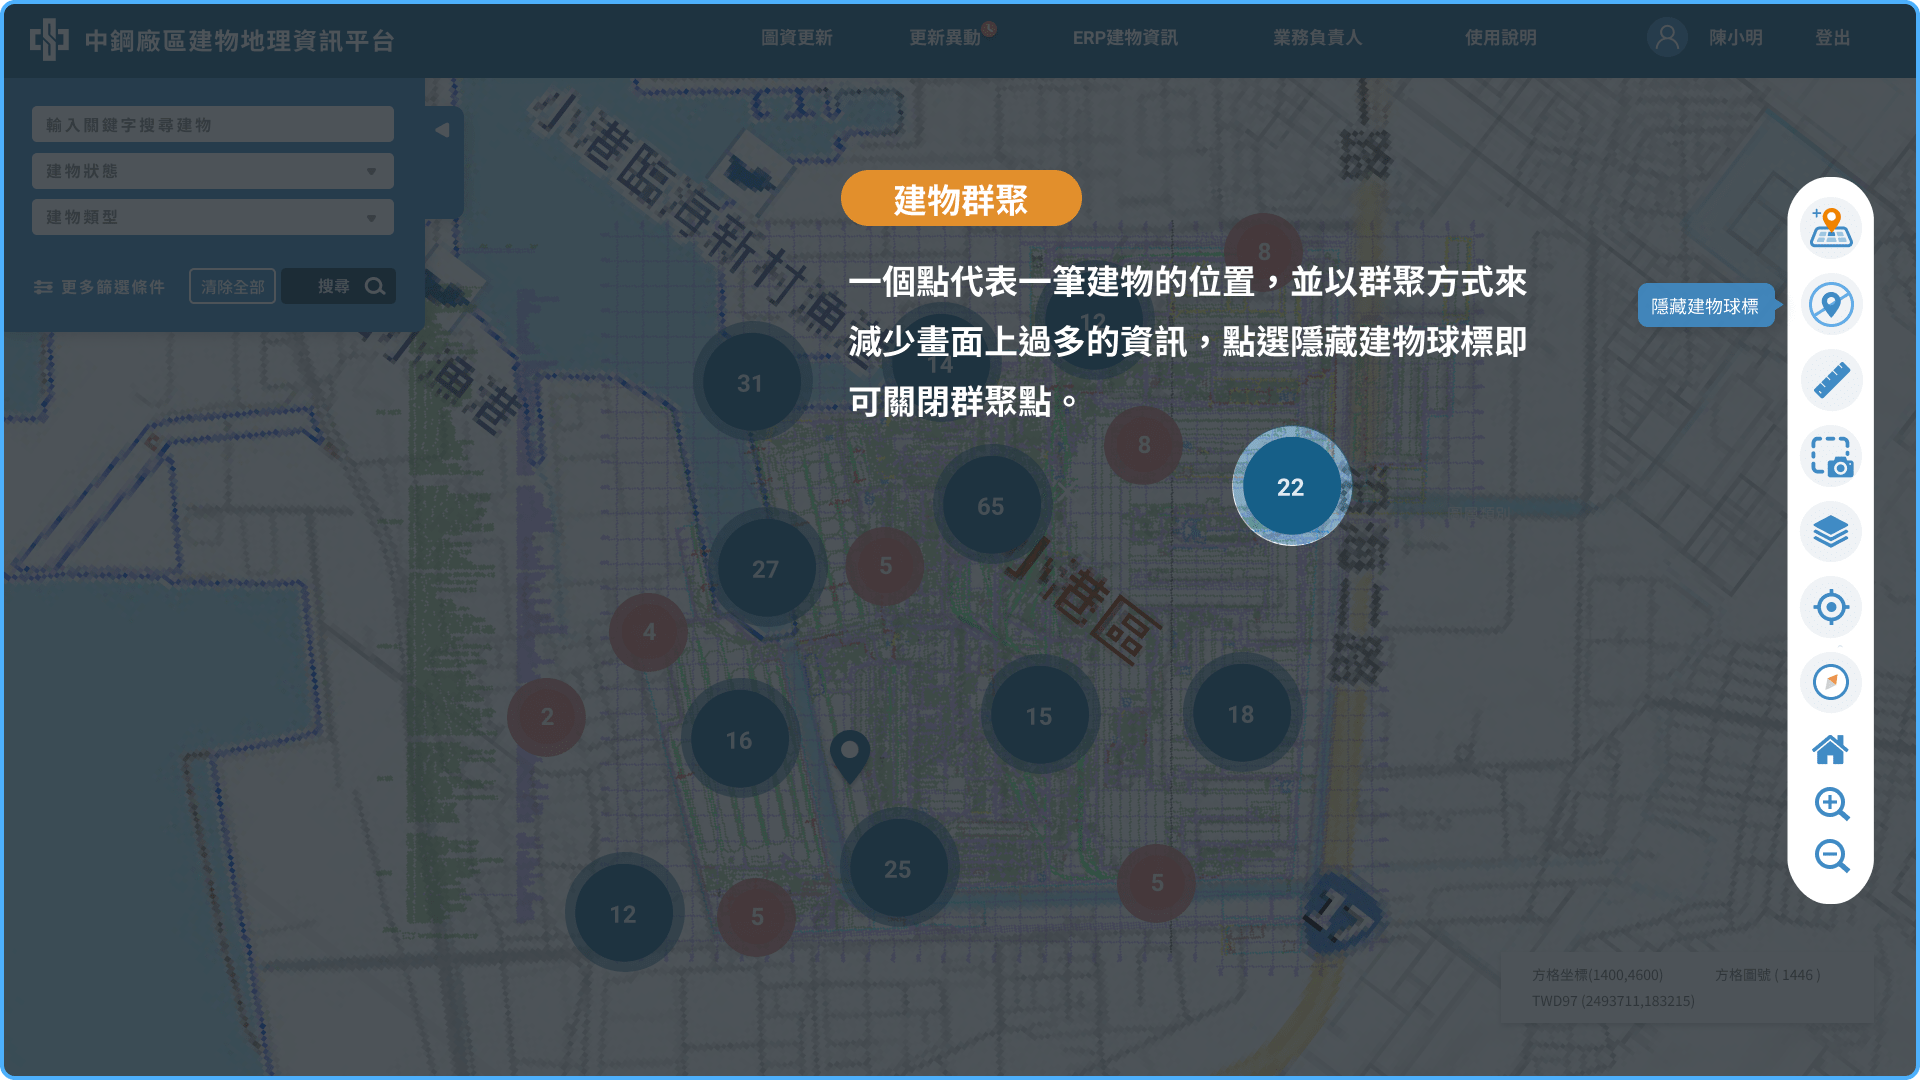 中鋼廠區建物地理資訊平台
圖資更新
更新異動
ERP建物資訊
業務負責人
使用說明
陳小明
登出
輸入關鍵字搜尋建物
建物狀態
建物類型
更多篩選條件
清除全部
搜尋
小港臨海新村漁港
小漁港
建物群聚
一個點代表一筆建物的位置，並以群聚方式來
減少畫面上過多的資訊，點選隱藏建物球標即
可關閉群聚點。
隱藏建物球標
8
12
14
31
8
22
65
27
5
小港區
4
2
16
15
18
25
12
5
5
17
方格坐標(1400,4600)
方格圖號 ( 1446 )
TWD97 (2493711,183215)